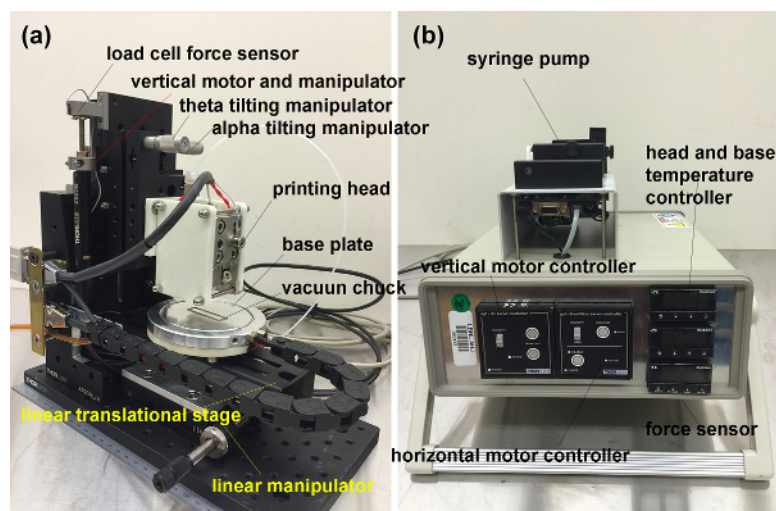 (a)
load cell force sensor
vertical motor and manipulator
theta tilting manipulator
alpha tilting manipulator
printing head
base plate
vacuun chuck
linear translational stage
linear manipulator
(b)
syringe pump
head and base
temperature
controller
vertical motor controller
force sensor
horizontal motor controller